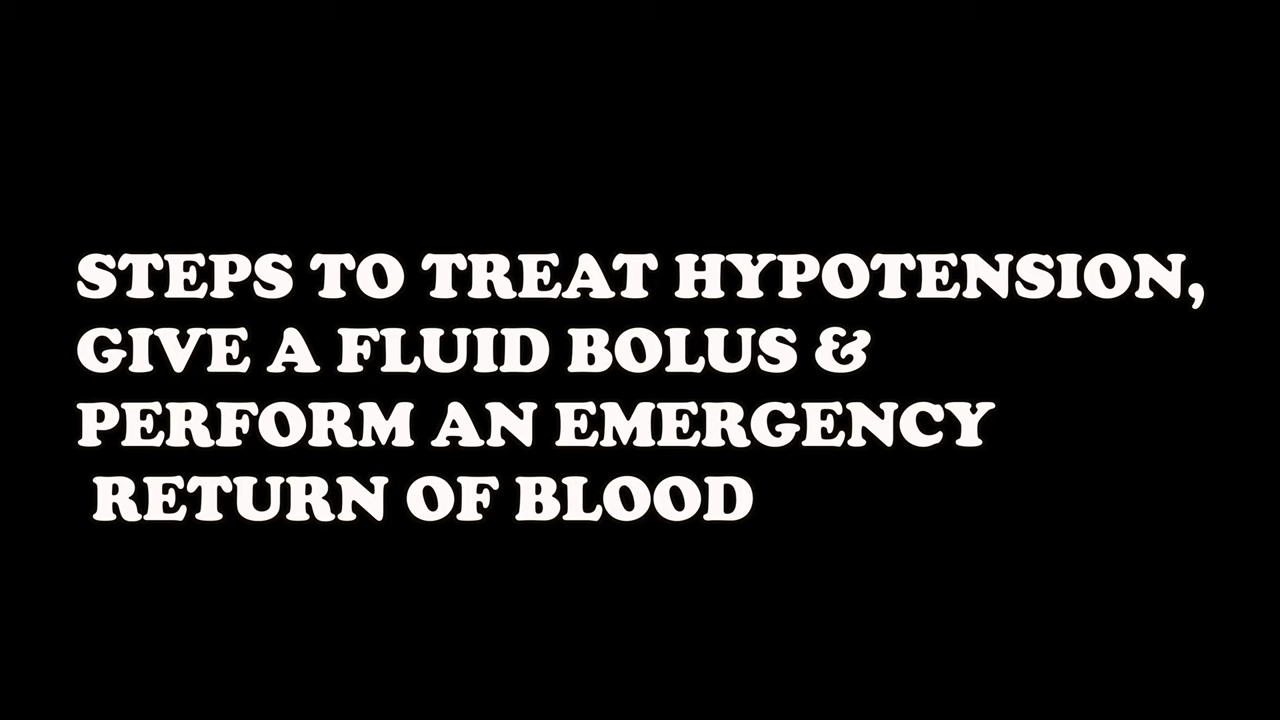 STEPS TO TREAT HYPOTENSION,
GIVE A FLUID BOLUS &
PERFORM AN EMERGENCY
RETURN OF BLOOD